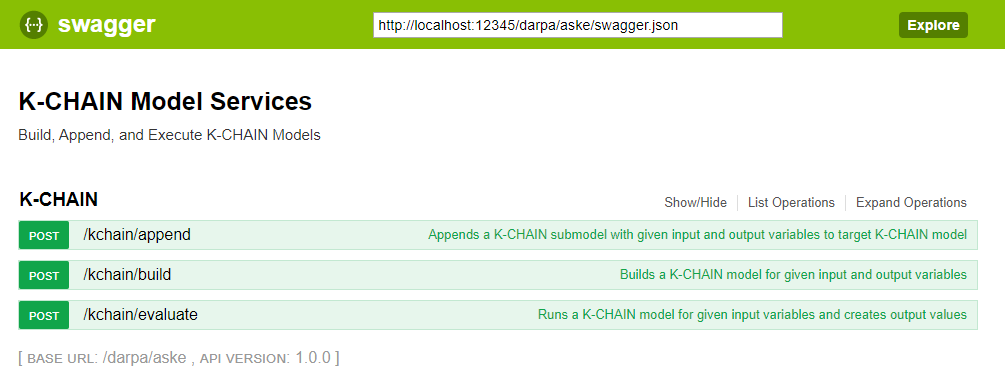 {··} swagger http://localhost:12345/darpa/aske/swagger.json Explore
K-CHAIN Model Services
Build, Append, and Execute K-CHAIN Models
K-CHAIN Show/Hide List Operations Expand Operations
POST /kchain/append Appends a K-CHAIN submodel with given input and output variables to target K-CHAIN model
POST /kchain/build Builds a K-CHAIN model for given input and output variables
POST /kchain/evaluate Runs a K-CHAIN model for given input variables and creates output values
[ BASE URL: /darpa/aske , API VERSION: 1.0.0 ]